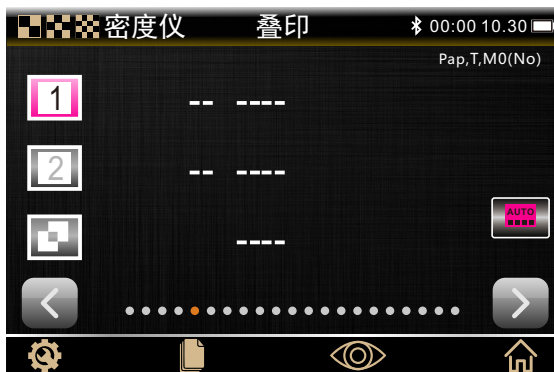 密度仪 叠印 00:00 10.30
Pap,T,M0(No)
1 -- ----
2 -- ----
AUTO
----